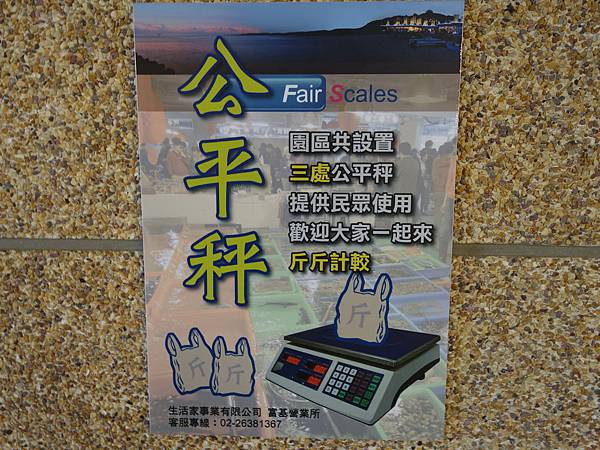 公平秤
Fair Scales
園區共設置
三處公平秤
提供民眾使用
歡迎大家一起來
斤斤計較
斤
斤 斤
生活家事業有限公司 富基營業所
客服專線：02-26381367